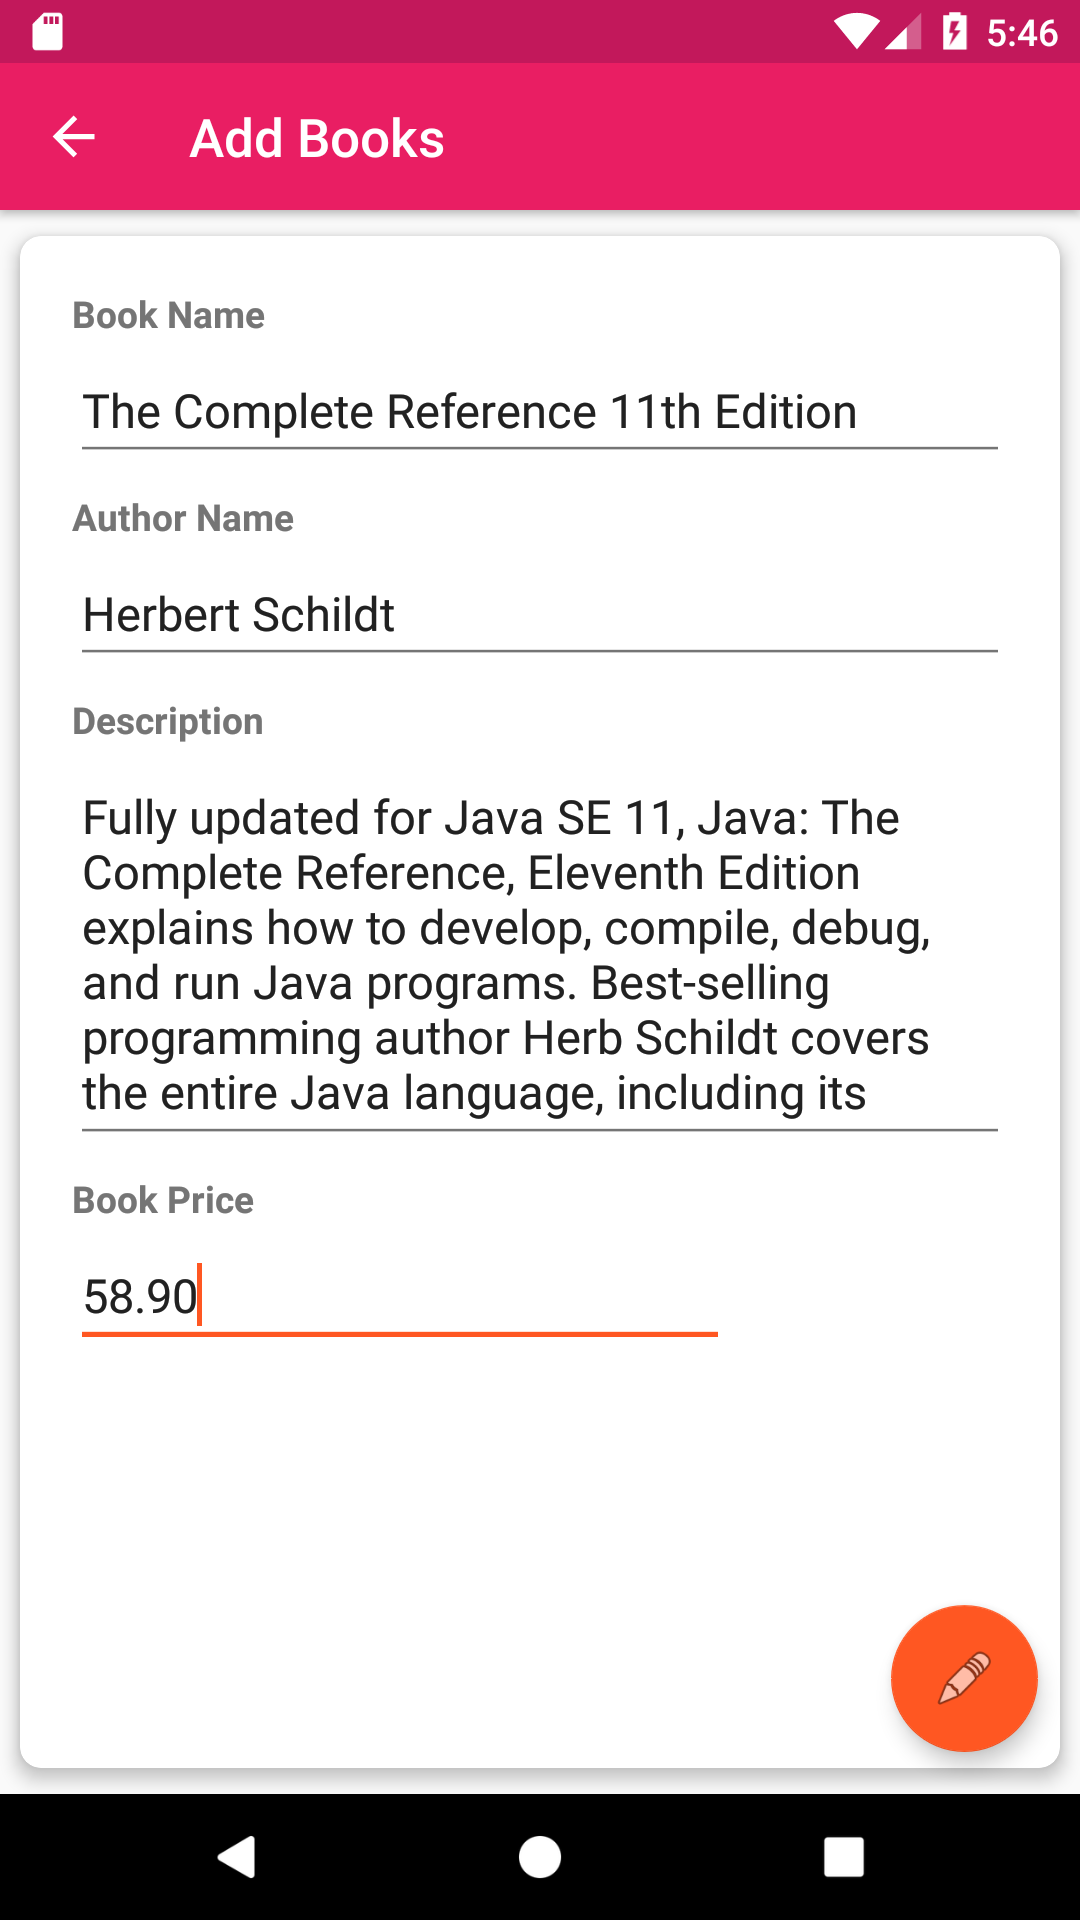 5:46
Add Books
Book Name
The Complete Reference 11th Edition
Author Name
Herbert Schildt
Description
Fully updated for Java SE 11, Java: The
Complete Reference, Eleventh Edition
explains how to develop, compile, debug,
and run Java programs. Best-selling
programming author Herb Schildt covers
the entire Java language, including its
Book Price
58.90